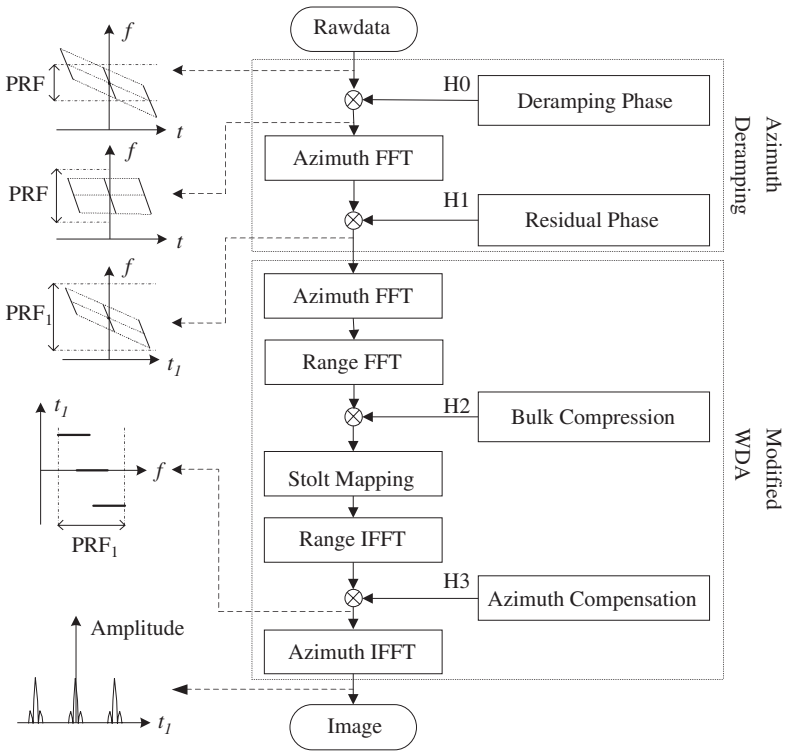 Rawdata
f
PRF
t
H0
Deramping Phase
Azimuth
Deramping
f
PRF
t
Azimuth FFT
H1
Residual Phase
f
PRF1
t1
Azimuth FFT
Range FFT
H2
Bulk Compression
Modified
WDA
t1
f
PRF1
Stolt Mapping
Range IFFT
H3
Azimuth Compensation
Amplitude
t1
Azimuth IFFT
Image